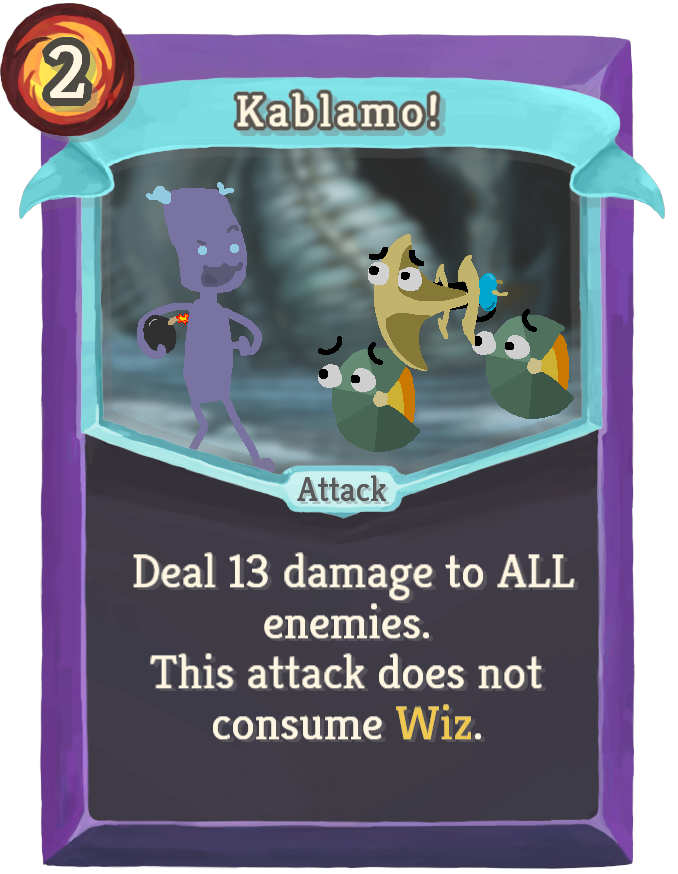 2
Kablamo!
Attack
Deal 13 damage to ALL
enemies.
This attack does not
consume Wiz.